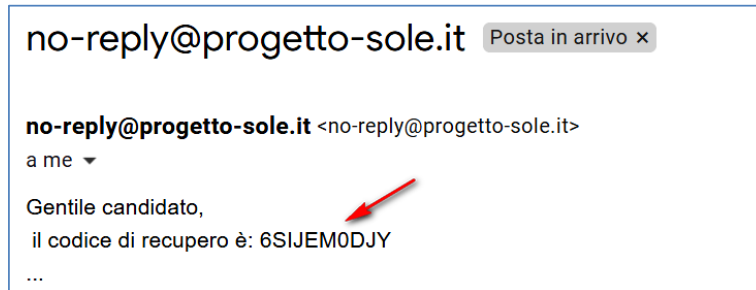 no-reply@progetto-sole.it Posta in arrivo ×
no-reply@progetto-sole.it <no-reply@progetto-sole.it>
a me
Gentile candidato,
il codice di recupero è: 6SIJEM0DJY
...